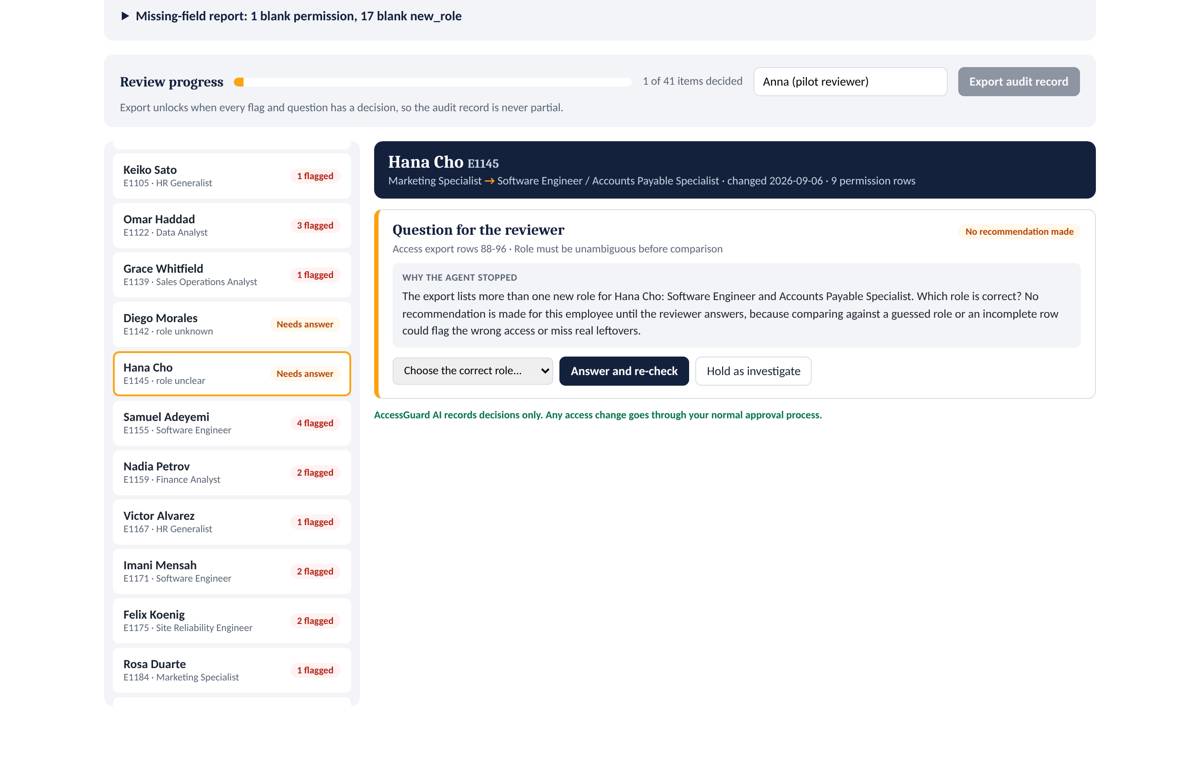 ▶ Missing-field report: 1 blank permission, 17 blank new_role
Review progress 1 of 41 items decided Anna (pilot reviewer) Export audit record
Export unlocks when every flag and question has a decision, so the audit record is never partial.
Keiko Sato
E1105 · HR Generalist
1 flagged
Omar Haddad
E1122 · Data Analyst
3 flagged
Grace Whitfield
E1139 · Sales Operations Analyst
1 flagged
Diego Morales
E1142 · role unknown
Needs answer
Hana Cho
E1145 · role unclear
Needs answer
Samuel Adeyemi
E1155 · Software Engineer
4 flagged
Nadia Petrov
E1159 · Finance Analyst
2 flagged
Victor Alvarez
E1167 · HR Generalist
1 flagged
Imani Mensah
E1171 · Software Engineer
2 flagged
Felix Koenig
E1175 · Site Reliability Engineer
2 flagged
Rosa Duarte
E1184 · Marketing Specialist
1 flagged
Hana Cho E1145
Marketing Specialist → Software Engineer / Accounts Payable Specialist · changed 2026-09-06 · 9 permission rows
Question for the reviewer
No recommendation made
Access export rows 88-96 · Role must be unambiguous before comparison
WHY THE AGENT STOPPED
The export lists more than one new role for Hana Cho: Software Engineer and Accounts Payable Specialist. Which role is correct? No
recommendation is made for this employee until the reviewer answers, because comparing against a guessed role or an incomplete row
could flag the wrong access or miss real leftovers.
Choose the correct role... Answer and re-check Hold as investigate
AccessGuard AI records decisions only. Any access change goes through your normal approval process.